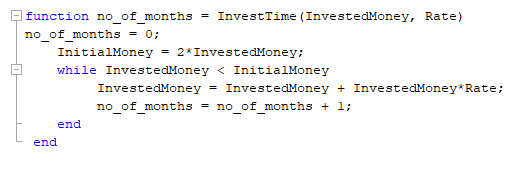 function no_of_months = InvestTime(InvestedMoney, Rate)
no_of_months = 0;
InitialMoney = 2*InvestedMoney;
while InvestedMoney < InitialMoney
InvestedMoney = InvestedMoney + InvestedMoney*Rate;
no_of_months = no_of_months + 1;
end
end